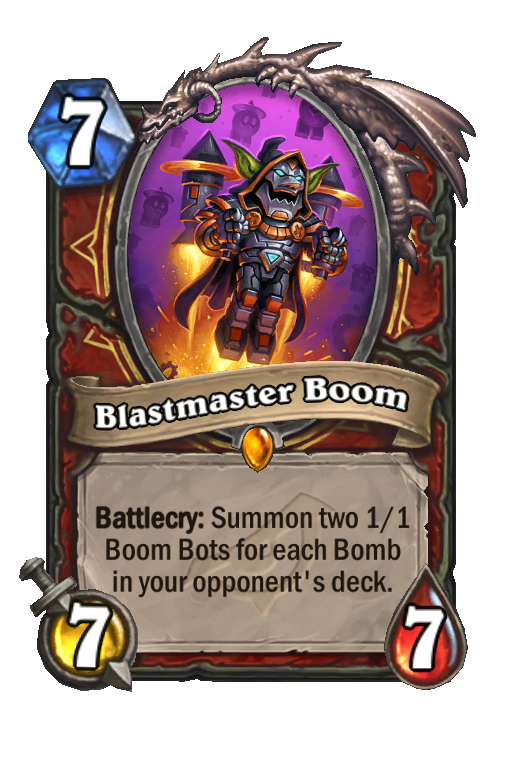 7
Blastmaster Boom
Battlecry: Summon two 1/1
Boom Bots for each Bomb
in your opponent's deck.
7
7